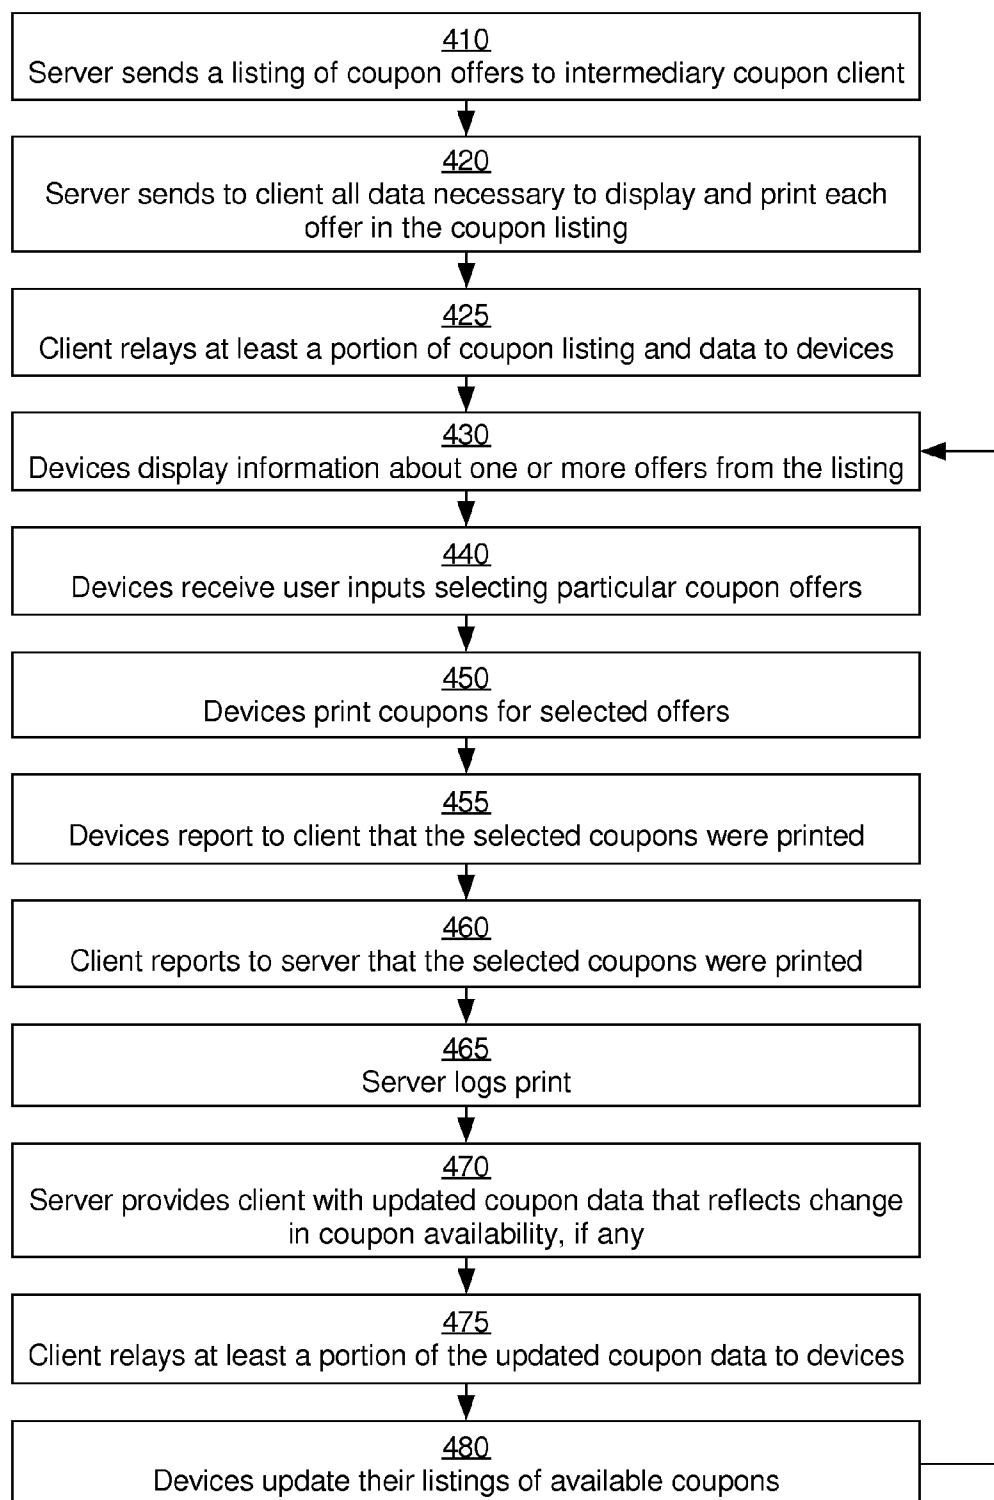 410
Server sends a listing of coupon offers to intermediary coupon client
420
Server sends to client all data necessary to display and print each
offer in the coupon listing
425
Client relays at least a portion of coupon listing and data to devices
430
Devices display information about one or more offers from the listing
440
Devices receive user inputs selecting particular coupon offers
450
Devices print coupons for selected offers
455
Devices report to client that the selected coupons were printed
460
Client reports to server that the selected coupons were printed
465
Server logs print
470
Server provides client with updated coupon data that reflects change
in coupon availability, if any
475
Client relays at least a portion of the updated coupon data to devices
480
Devices update their listings of available coupons